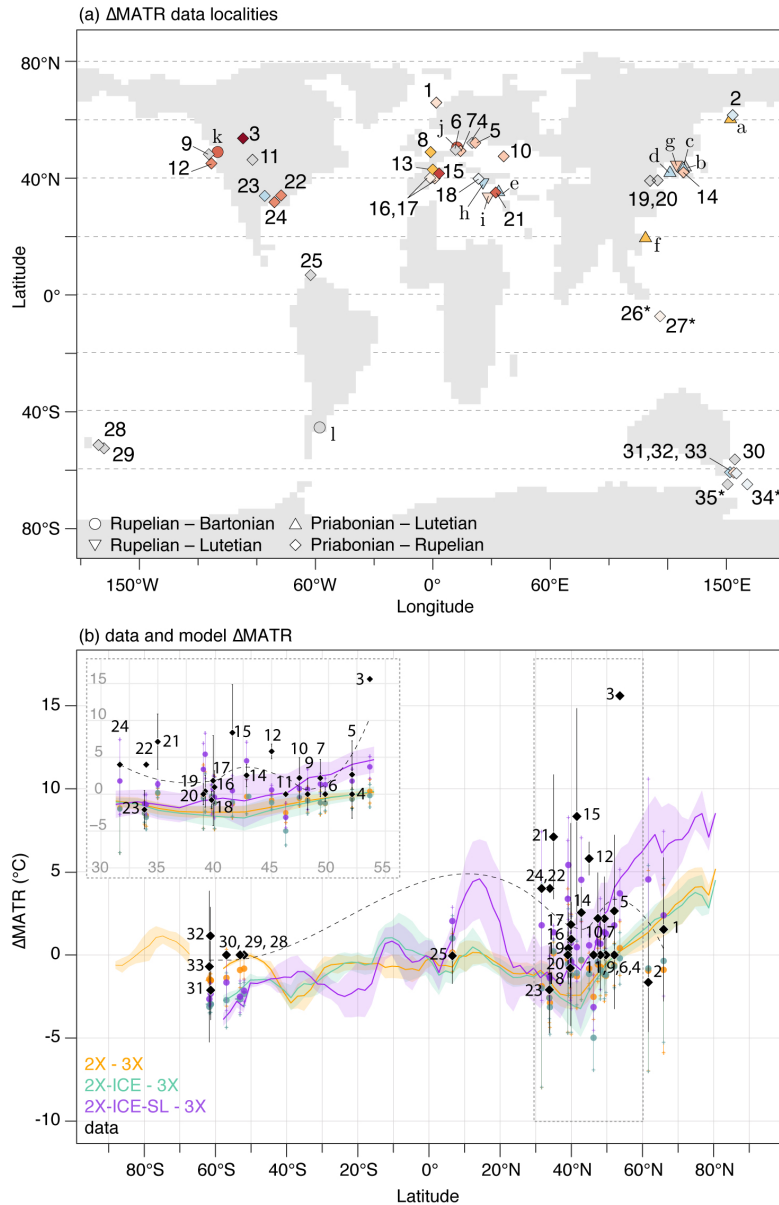 (a) ΔMATR data localities
80°N
40°N
0°
40°S
80°S
Latitude
1
2
a
j
6
74
5
8
10
k
3
9
11
12
13
15
g
c
d
b
14
16, 17
18
e
h
i
21
19, 20
23
22
24
f
25
26*
27*
28
29
l
31,32, 33
30
35*
34*
Rupelian – Bartonian
Priabonian – Lutetian
Rupelian – Lutetian
Priabonian – Rupelian
150°W
60°W
0°
60°E
150°E
Longitude
(b) data and model ΔMATR
15
10
5
0
-5
-10
ΔMATR (°C)
15
10
5
0
−5
30
35
40
45
50
54
24
22
21
15
12
3
5
19
17
16
14
10
9
7
11
6
4
20
18
23
3
15
21
12
24, 22
14
5
17
16
10,7
19
20
18
11,9,6,4
23
2
1
25
32
30, 29, 28
33
31
2X - 3X
2X-ICE - 3X
2X-ICE-SL - 3X
data
80°S
60°S
40°S
20°S
0°
20°N
40°N
60°N
80°N
Latitude